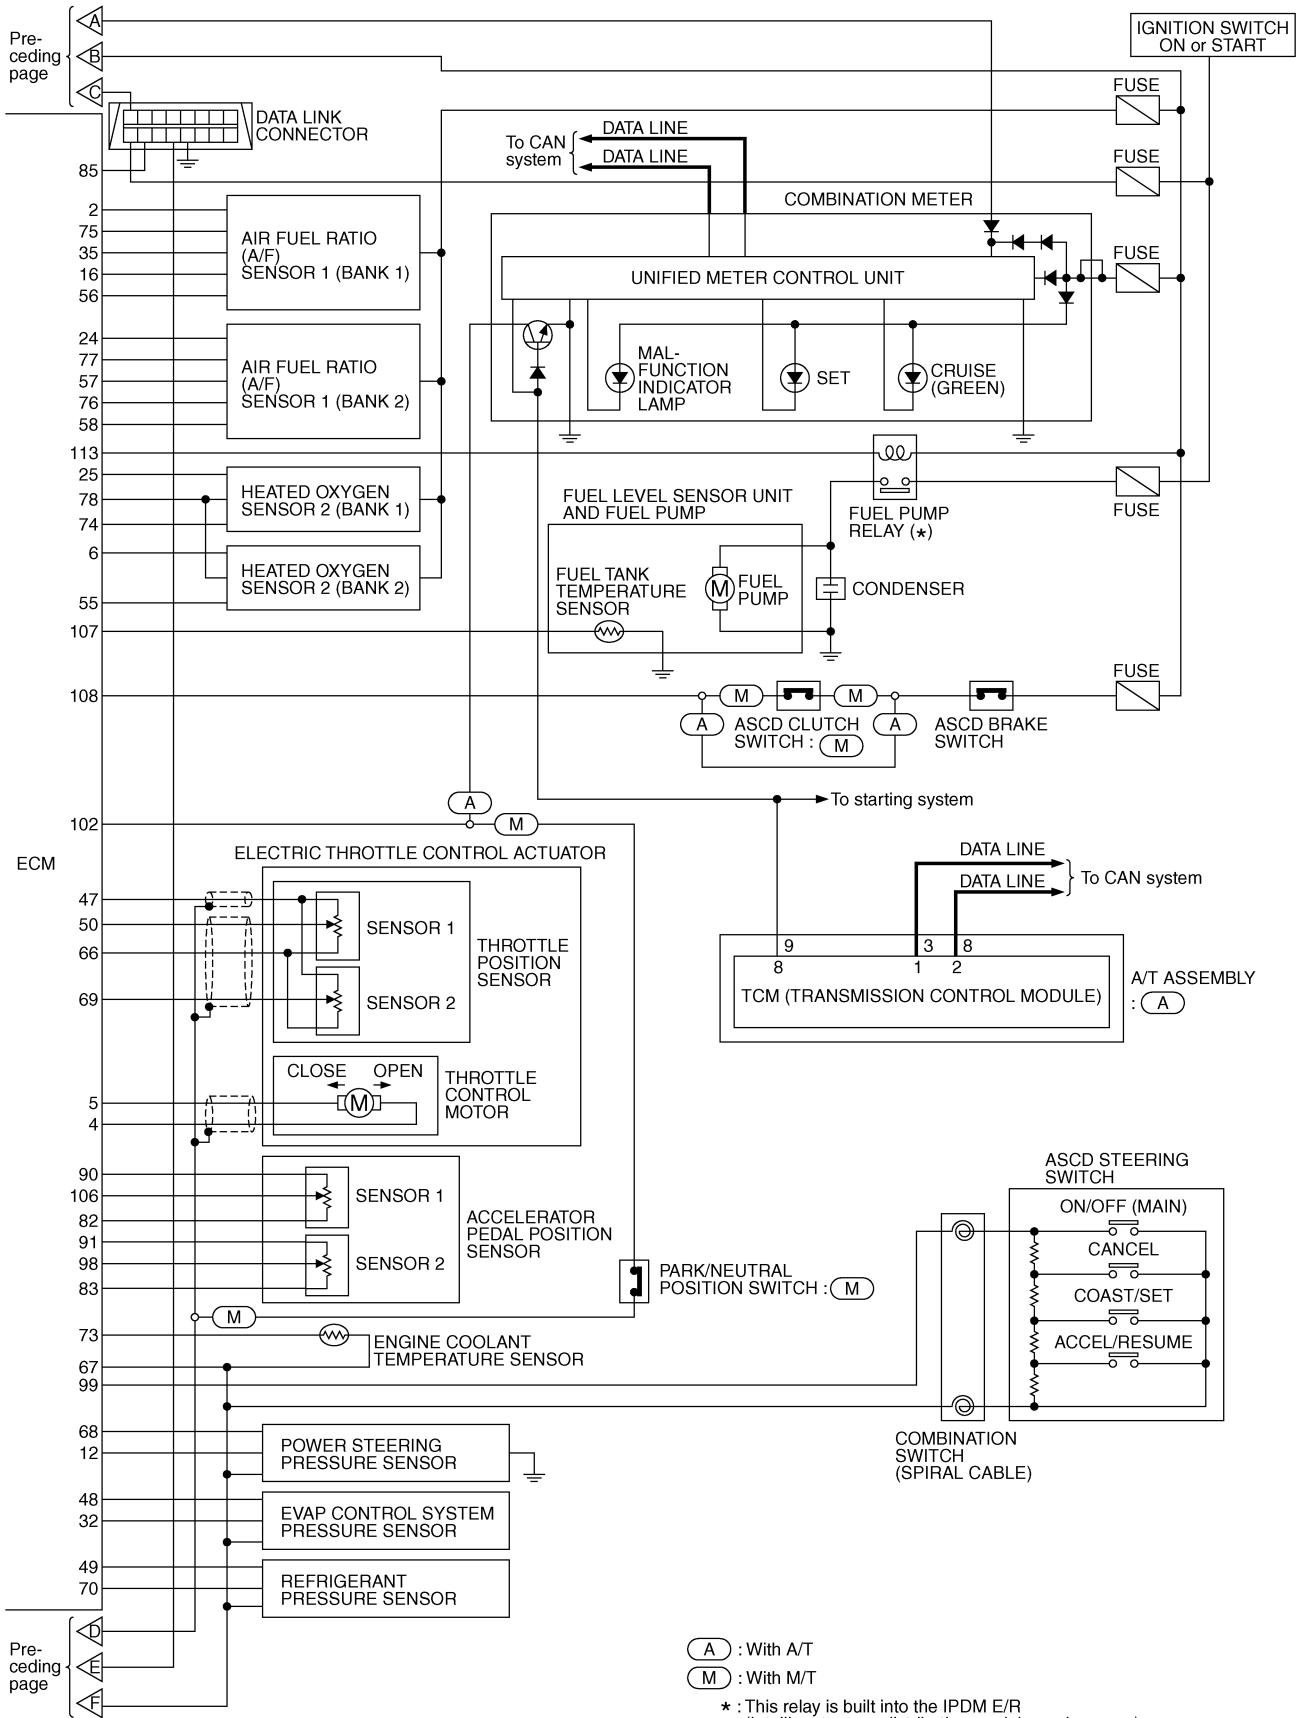 A
IGNITION SWITCH
ON or START
Pre-
ceding
page
B
C
FUSE
DATA LINK
CONNECTOR
To CAN
system
DATA LINE
DATA LINE
FUSE
85
COMBINATION METER
2
75
35
16
56
AIR FUEL RATIO
(A/F)
SENSOR 1 (BANK 1)
FUSE
UNIFIED METER CONTROL UNIT
24
77
57
76
58
AIR FUEL RATIO
(A/F)
SENSOR 1 (BANK 2)
MAL-
FUNCTION
INDICATOR
LAMP
SET
CRUISE
(GREEN)
113
25
78
74
HEATED OXYGEN
SENSOR 2 (BANK 1)
FUEL LEVEL SENSOR UNIT
AND FUEL PUMP
FUEL PUMP
RELAY (*)
FUSE
6
55
HEATED OXYGEN
SENSOR 2 (BANK 2)
FUEL TANK
TEMPERATURE
SENSOR
M
FUEL
PUMP
CONDENSER
107
FUSE
108
M
M
A
ASCD CLUTCH
SWITCH : M
A
ASCD BRAKE
SWITCH
A
To starting system
102
M
ECM
ELECTRIC THROTTLE CONTROL ACTUATOR
DATA LINE
DATA LINE
To CAN system
47
50
66
69
SENSOR 1
SENSOR 2
THROTTLE
POSITION
SENSOR
9 3 8
8 1 2
TCM (TRANSMISSION CONTROL MODULE)
A/T ASSEMBLY
: A
5
4
CLOSE OPEN
M
THROTTLE
CONTROL
MOTOR
90
106
82
91
98
83
SENSOR 1
SENSOR 2
ACCELERATOR
PEDAL POSITION
SENSOR
ASCD STEERING
SWITCH
ON/OFF (MAIN)
CANCEL
COAST/SET
ACCEL/RESUME
PARK/NEUTRAL
POSITION SWITCH : M
M
73
67
99
ENGINE COOLANT
TEMPERATURE SENSOR
COMBINATION
SWITCH
(SPIRAL CABLE)
68
12
POWER STEERING
PRESSURE SENSOR
48
32
EVAP CONTROL SYSTEM
PRESSURE SENSOR
49
70
REFRIGERANT
PRESSURE SENSOR
D
Pre-
ceding
page
E
F
A : With A/T
M : With M/T
* : This relay is built into the IPDM E/R